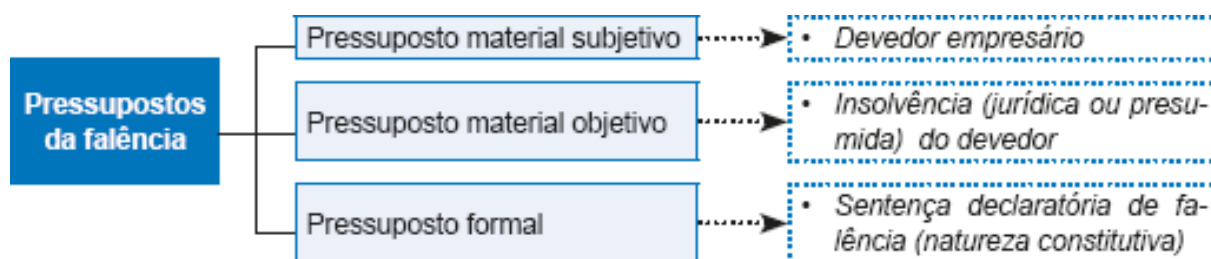 Pressupostos
da falência
Pressuposto material subjetivo
• Devedor empresário
Pressuposto material objetivo
• Insolvência (jurídica ou presu-
mida) do devedor
Pressuposto formal
• Sentença declaratória de fa-
lência (natureza constitutiva)